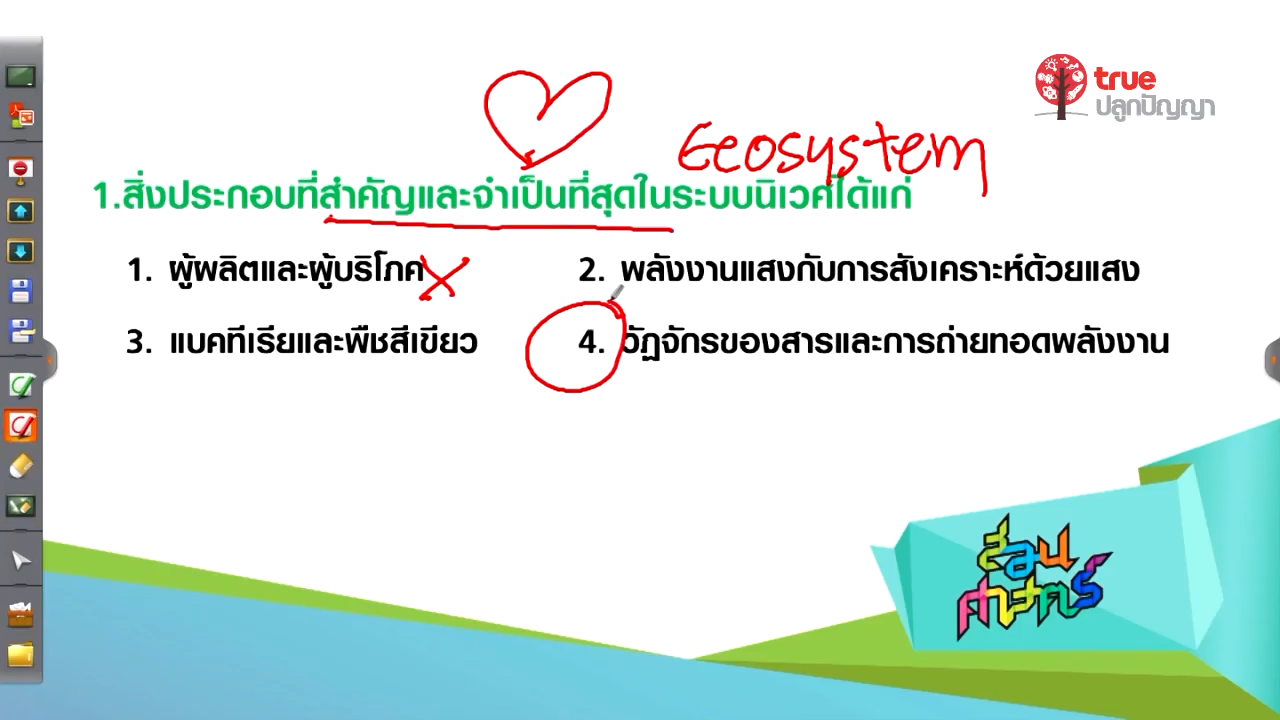 true
ปลูกปัญญา
Ecosystem
1.สิ่งประกอบที่สำคัญและจำเป็นที่สุดในระบบนิเวศได้แก่
1. ผู้ผลิตและผู้บริโภค
2. พลังงานแสงกับการสังเคราะห์ด้วยแสง
3. แบคทีเรียและพืชสีเขียว
4. วัฏจักรของสารและการถ่ายทอดพลังงาน
สอน
ศาสตร์